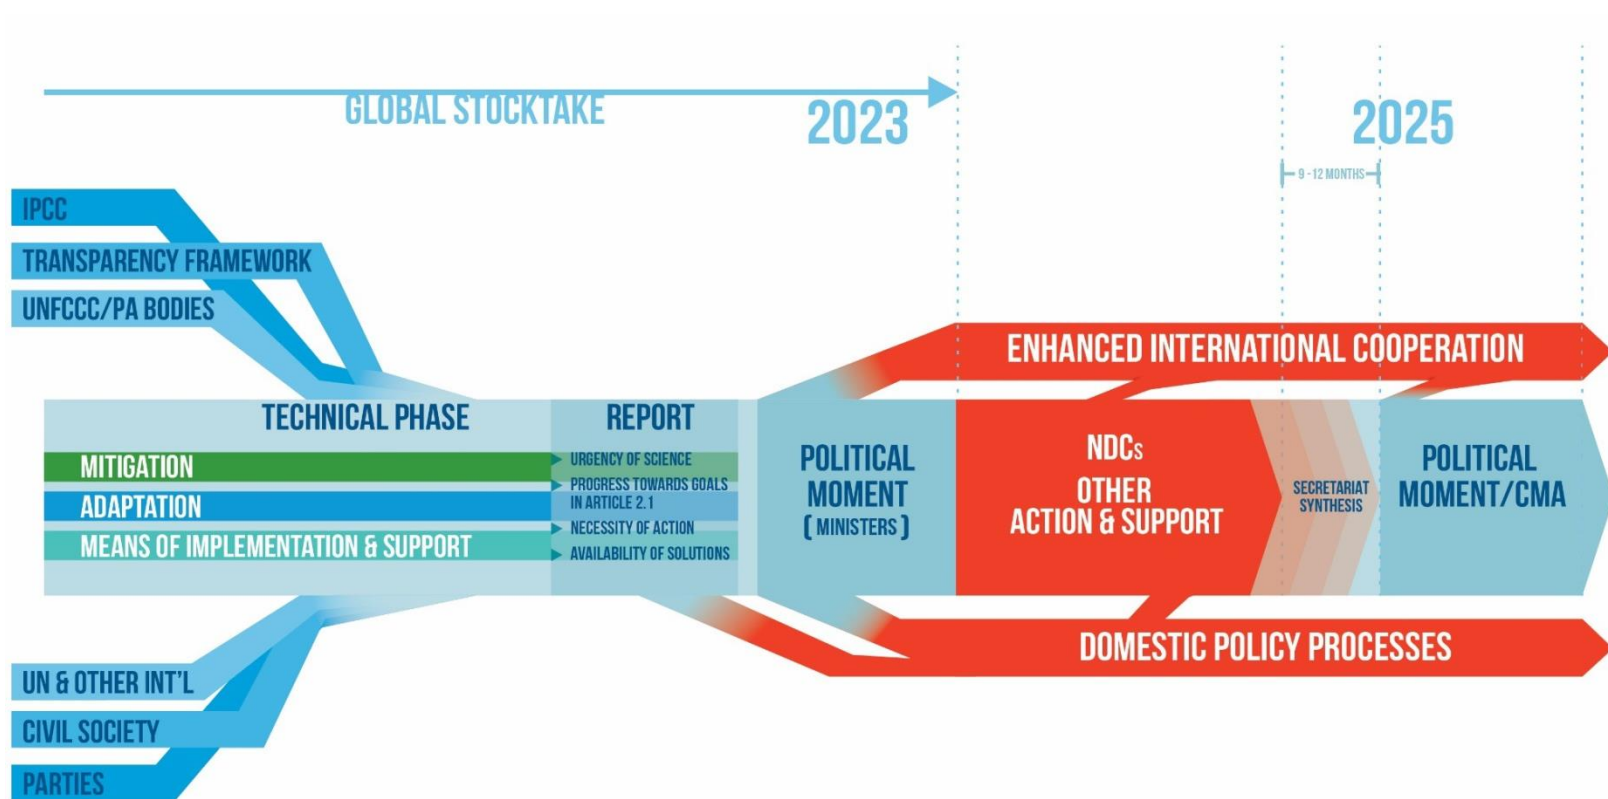 GLOBAL STOCKTAKE
2023
2025
9 - 12 MONTHS
IPCC
TRANSPARENCY FRAMEWORK
UNFCCC/PA BODIES
TECHNICAL PHASE
MITIGATION
ADAPTATION
MEANS OF IMPLEMENTATION & SUPPORT
REPORT
URGENCY OF SCIENCE
PROGRESS TOWARDS GOALS
IN ARTICLE 2.1
NECESSITY OF ACTION
AVAILABILITY OF SOLUTIONS
POLITICAL
MOMENT
( MINISTERS )
ENHANCED INTERNATIONAL COOPERATION
NDCs
OTHER
ACTION & SUPPORT
SECRETARIAT
SYNTHESIS
POLITICAL
MOMENT/CMA
DOMESTIC POLICY PROCESSES
UN & OTHER INT'L
CIVIL SOCIETY
PARTIES